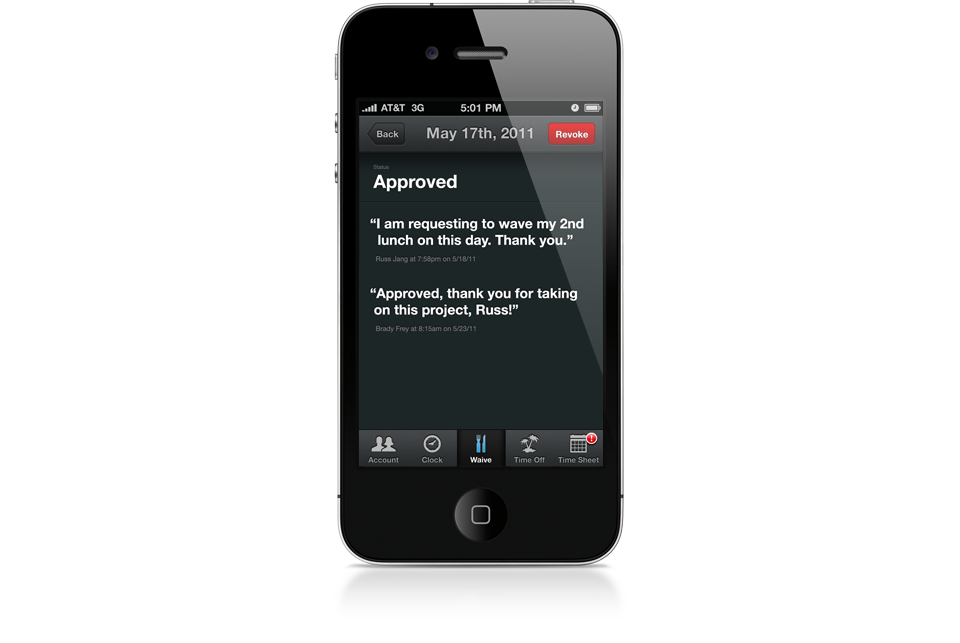 AT&T 3G 5:01 PM
Back May 17th, 2011 Revoke
Status
Approved
“I am requesting to wave my 2nd
lunch on this day. Thank you.”
Russ Jang at 7:58pm on 5/18/11
“Approved, thank you for taking
on this project, Russ!”
Brady Frey at 8:15am on 5/23/11
Account Clock Waive Time Off Time Sheet